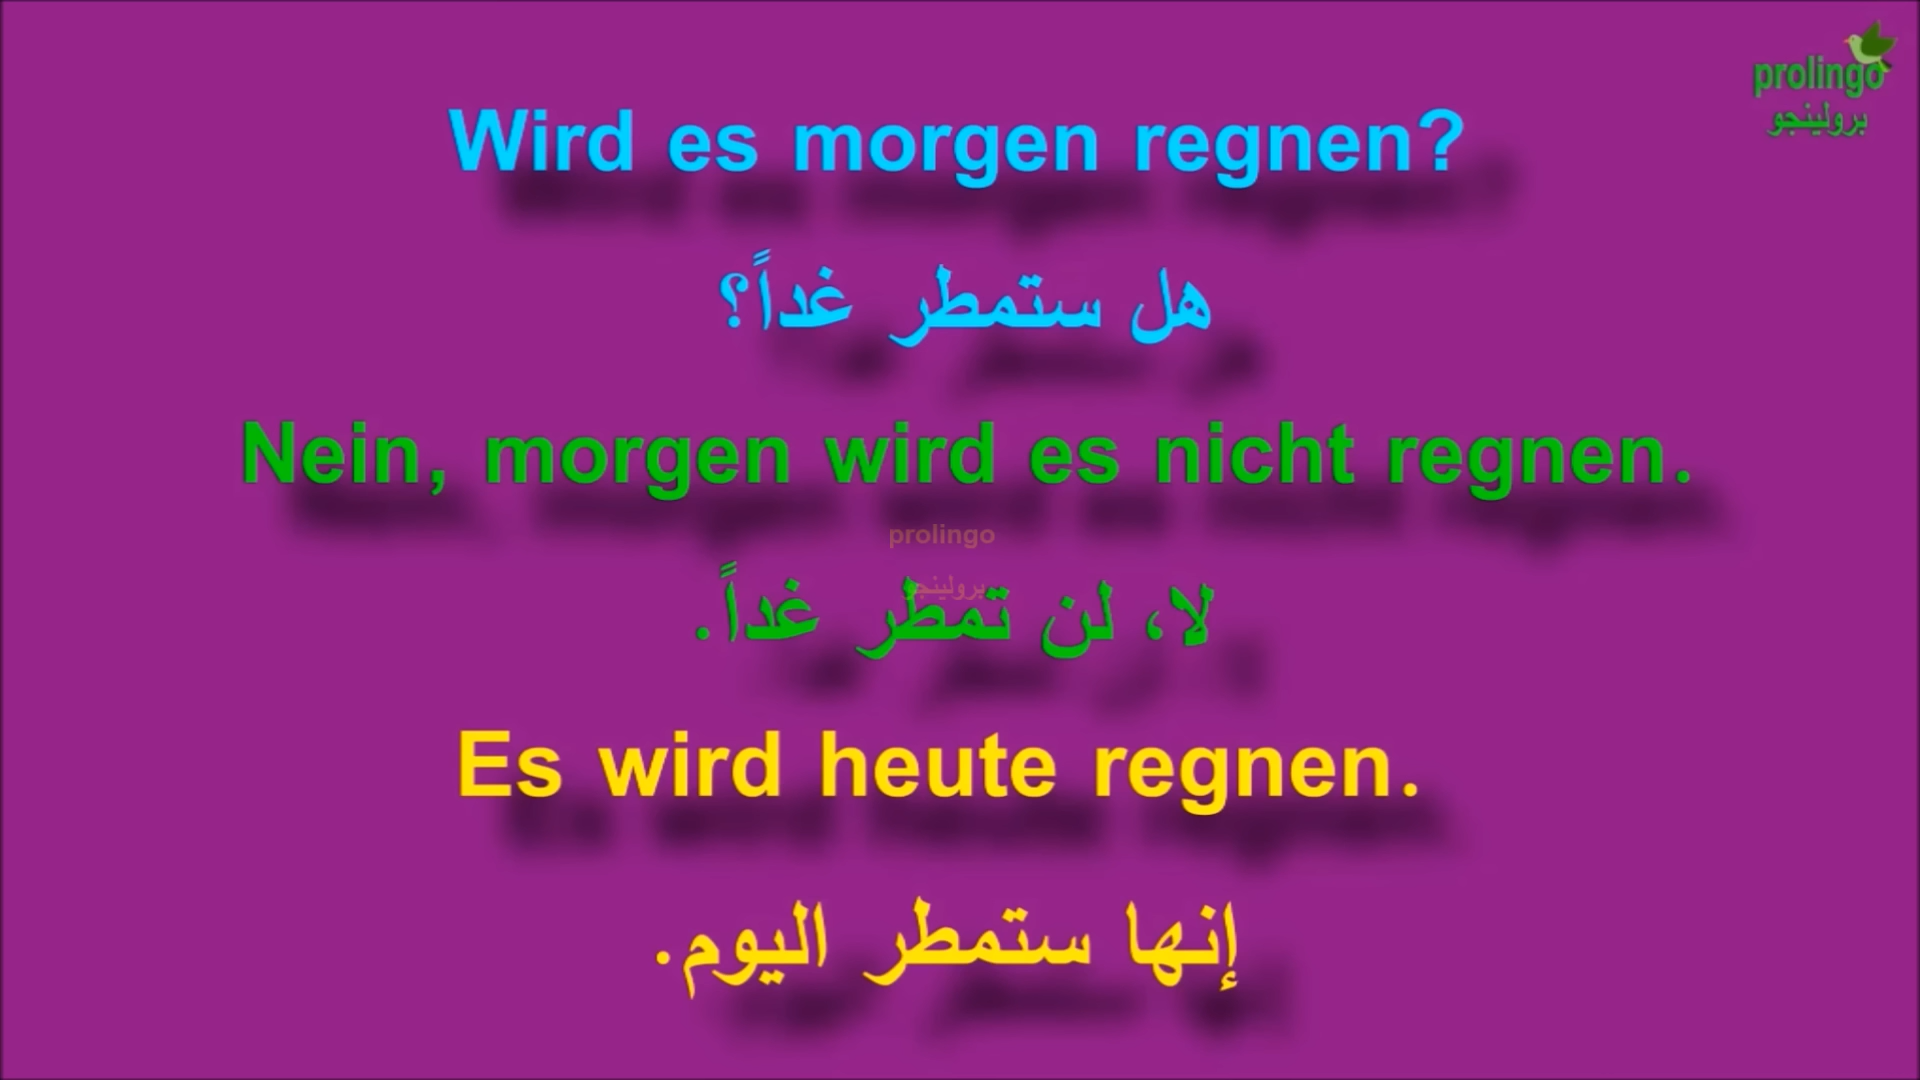 prolingo
برولينجو
Wird es morgen regnen?
هل ستمطر غداً؟
Nein, morgen wird es nicht regnen.
prolingo
برولينجو
لا، لن تمطر غداً.
Es wird heute regnen.
إنها ستمطر اليوم.